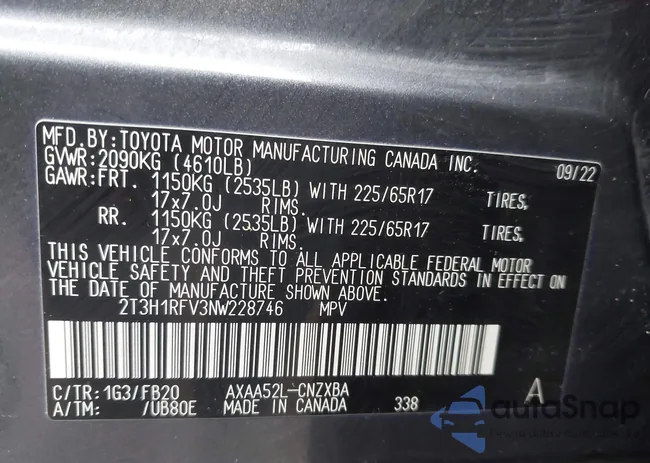 MFD.BY:TOYOTA MOTOR MANUFACTURING CANADA INC. 09/22
GVWR:2090KG (4610LB)
GAWR:FRT. 1150KG (2535LB) WITH 225/65R17 TIRES,
17x7.0J RIMS.
RR. 1150KG (2535LB) WITH 225/65R17 TIRES,
17x7.0J RIMS.
THIS VEHICLE CONFORMS TO ALL APPLICABLE FEDERAL MOTOR
VEHICLE SAFETY AND THEFT PREVENTION STANDARDS IN EFFECT ON
THE DATE OF MANUFACTURE SHOWN ABOVE.
2T3H1RFV3NW228746 MPV
C/TR:1G3/FB20 AXAA52L-CNZXBA A
A/TM: /UB80E MADE IN CANADA 338
autoSnap